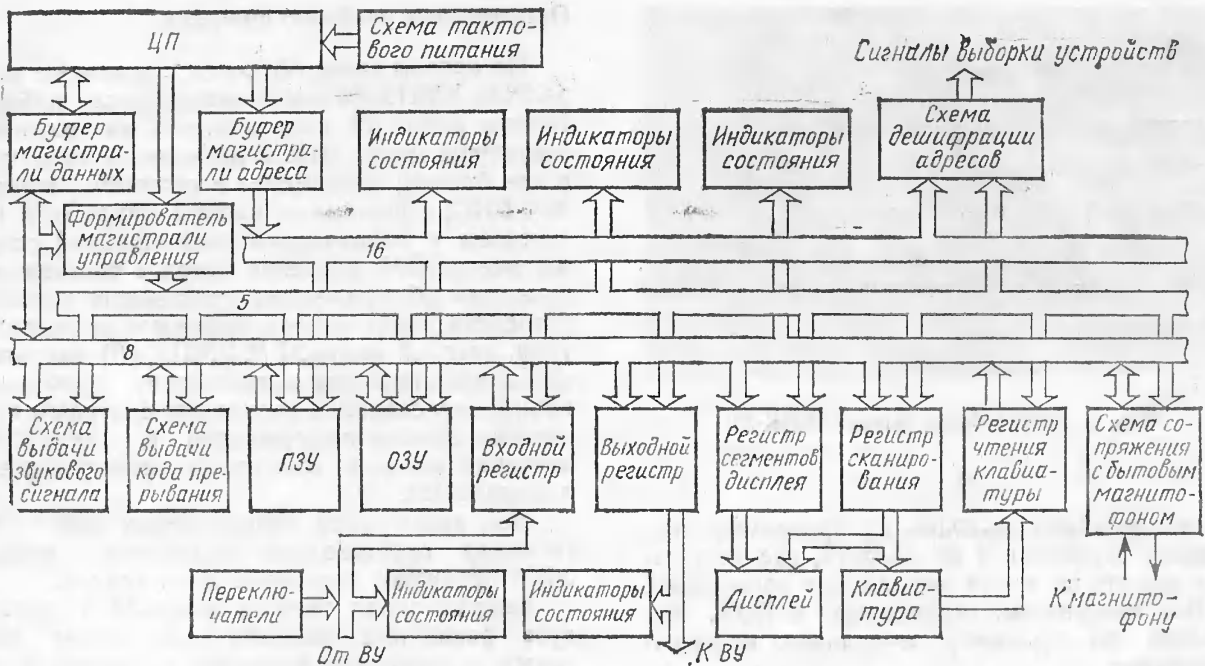 ЦП
Схема такто-
вого питания
Сигналы выборки устройств
Буфер
магистра-
ли данных
Буфер
магистра-
ли адреса
Индикаторы
состояния
Индикаторы
состояния
Индикаторы
состояния
Схема
дешифрации
адресов
Формирователь
магистрали
управления
16
5
8
Схема
выдачи
звукового
сигнала
Схема
выдачи
кода пре-
рывания
ПЗУ
ОЗУ
Входной
регистр
Выходной
регистр
Регистр
сегментов
дисплея
Регистр
сканиро-
вания
Регистр
чтения
клавиа-
туры
Схема со-
пряжения
с бытовым
магнито-
фоном
Переклю-
чатели
Индикаторы
состояния
Индикаторы
состояния
Дисплей
Клавиа-
тура
К магнито-
фону
От ВУ
К ВУ